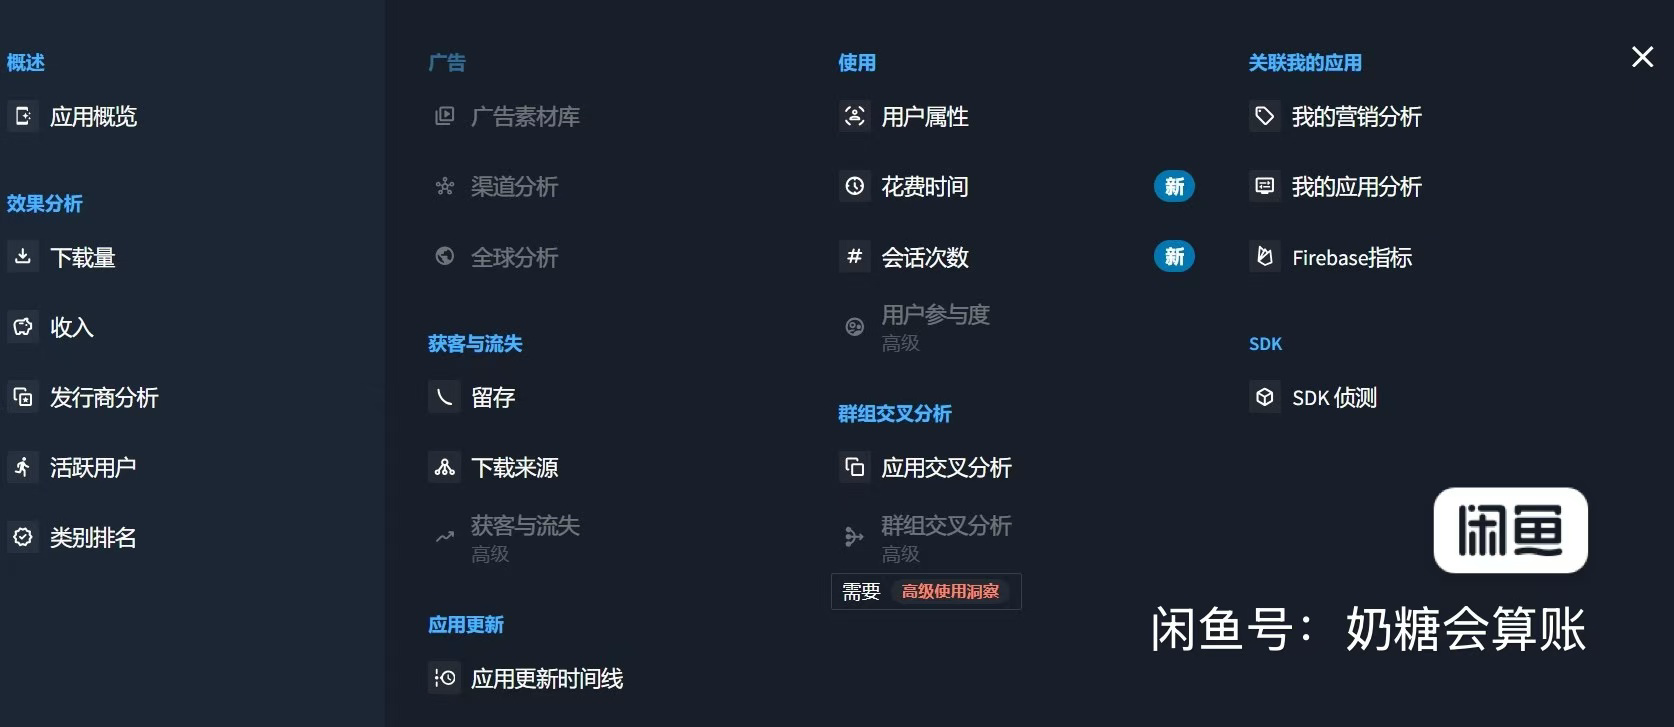 概述
应用概览
效果分析
下载量
收入
发行商分析
活跃用户
类别排名
广告
广告素材库
渠道分析
全球分析
获客与流失
留存
下载来源
获客与流失
高级
应用更新
应用更新时间线
使用
用户属性
花费时间 新
会话次数 新
用户参与度
高级
群组交叉分析
应用交叉分析
群组交叉分析
高级
需要 高级使用洞察
关联我的应用
我的营销分析
我的应用分析
Firebase指标
SDK
SDK 侦测
闲鱼
闲鱼号：奶糖会算账